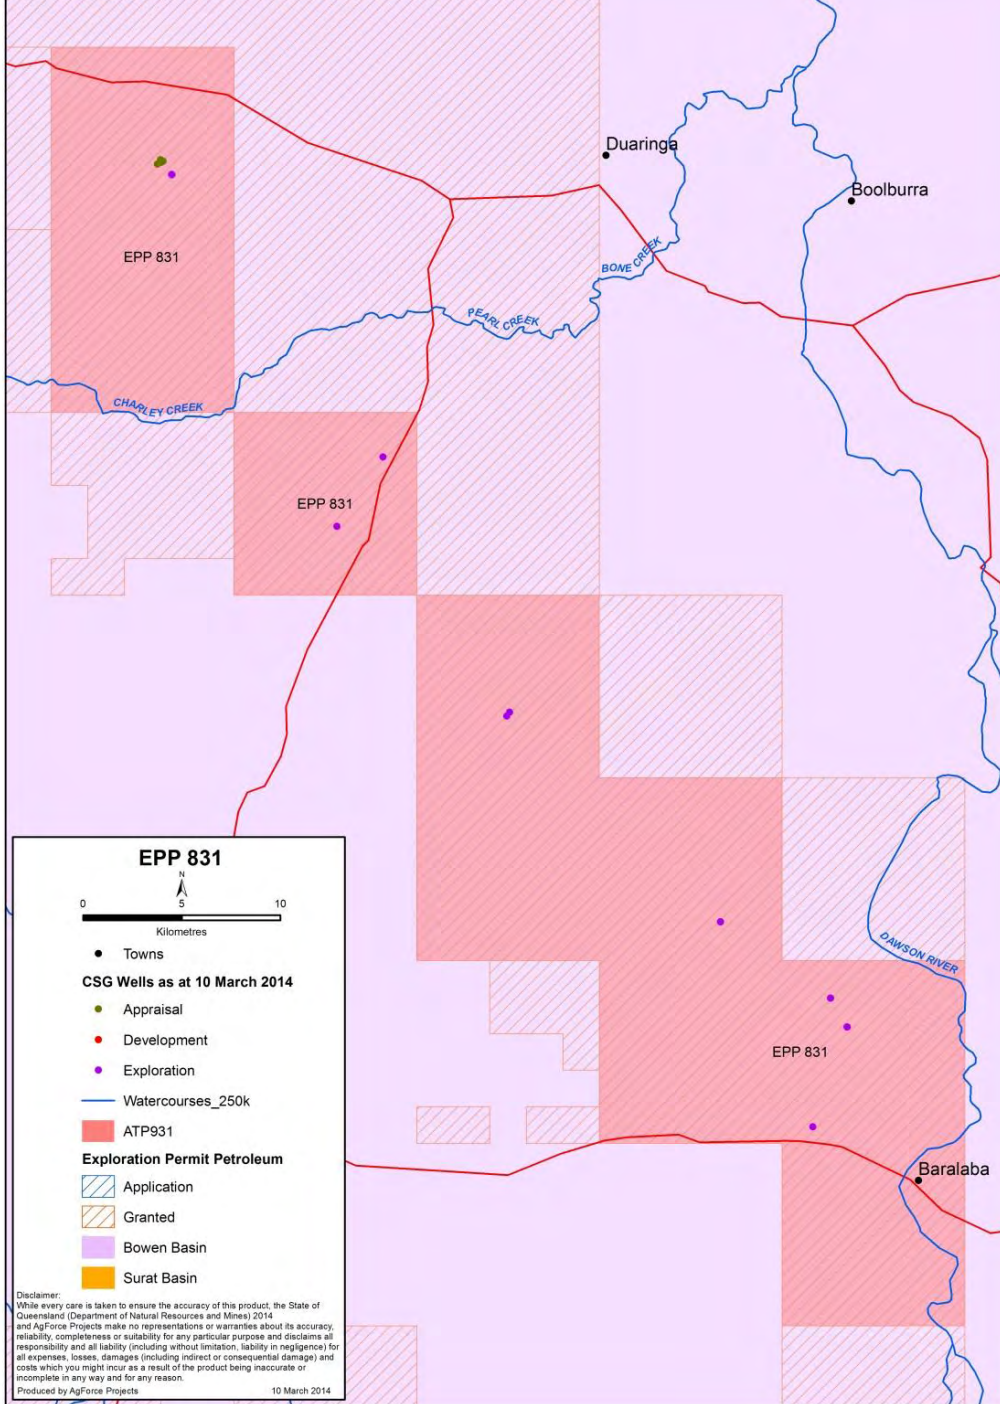 Duaringa
Boolburra
EPP 831
BONE CREEK
PEARL CREEK
CHARLEY CREEK
EPP 831
DAWSON RIVER
EPP 831
Baralaba
EPP 831
N
0 5 10
Kilometres
Towns
CSG Wells as at 10 March 2014
Appraisal
Development
Exploration
Watercourses_250k
ATP931
Exploration Permit Petroleum
Application
Granted
Bowen Basin
Surat Basin
Disclaimer:
While every care is taken to ensure the accuracy of this product, the State of
Queensland (Department of Natural Resources and Mines) 2014
and AgForce Projects make no representations or warranties about its accuracy,
reliability, completeness or suitability for any particular purpose and disclaims all
responsibility and all liability (including without limitation, liability in negligence) for
all expenses, losses, damages (including indirect or consequential damage) and
costs which you might incur as a result of the product being inaccurate or
incomplete in any way and for any reason.
Produced by AgForce Projects 10 March 2014